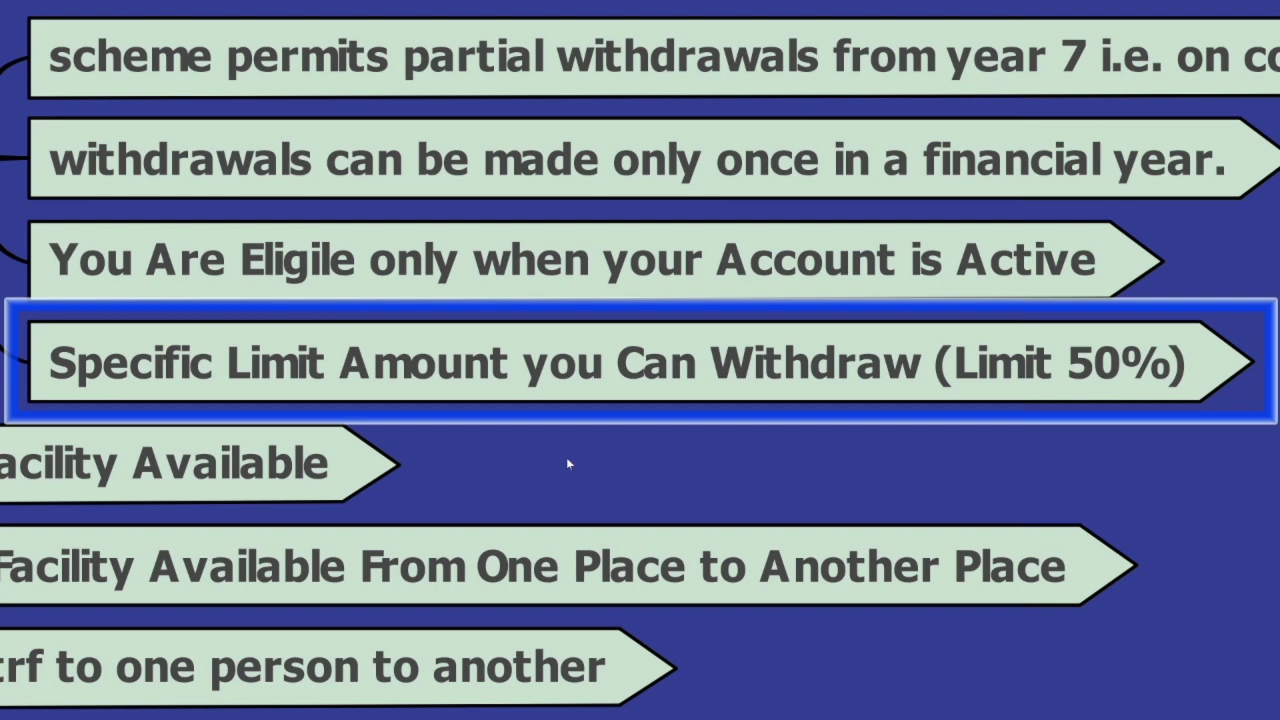 scheme permits partial withdrawals from year 7 i.e. on
withdrawals can be made only once in a financial year.
You Are Eligile only when your Account is Active
Specific Limit Amount you Can Withdraw (Limit 50%)
Available
Facility Available From One Place to Another Place
to one person to another